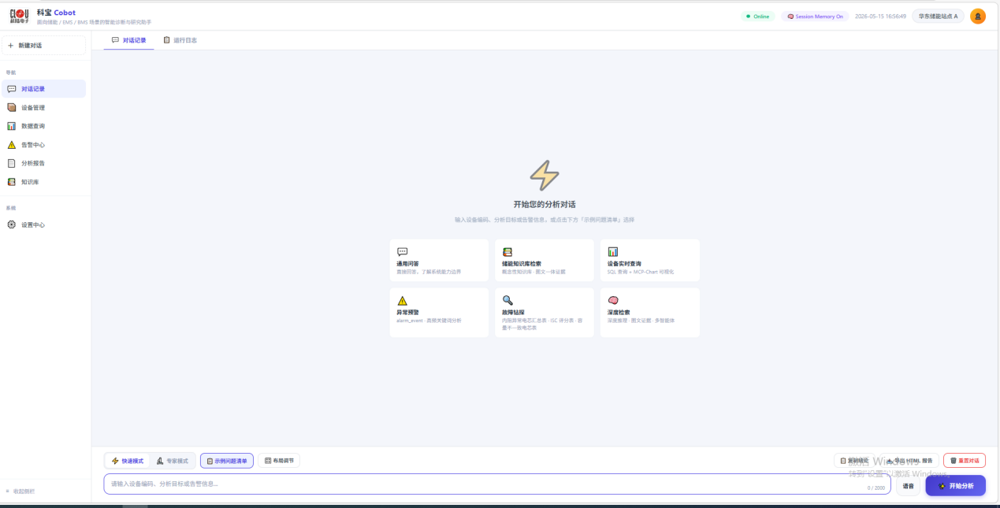 科陆电子
科宝 Cobot
面向储能 / EMS / BMS 场景的智能诊断与研究助手
Online
Session Memory On
2026-05-15 16:56:49
华东储能站点 A
+ 新建对话
对话记录
运行日志
导航
对话记录
设备管理
数据查询
告警中心
分析报告
知识库
系统
设置中心
开始您的分析对话
输入设备编码、分析目标或告警信息，或点击下方「示例问题清单」选择
通用问答
直接回答，了解系统能力边界
储能知识库检索
概念性知识库 · 图文一体证据
设备实时查询
SQL 查询 + MCP-Chart 可视化
异常预警
alarm_event · 高频关键词分析
故障钻探
内阻异常电芯汇总表 · ISC 评分表 · 容
量不一致电芯表
深度检索
深度推理 · 图文证据 · 多智能体
快速模式
专家模式
示例问题清单
布局调节
导出 HTML 报告
重置对话
激活 Windows
转到"设置"以激活 Windows。
请输入设备编码、分析目标或告警信息...
0 / 2000
语音
开始分析
收起侧栏